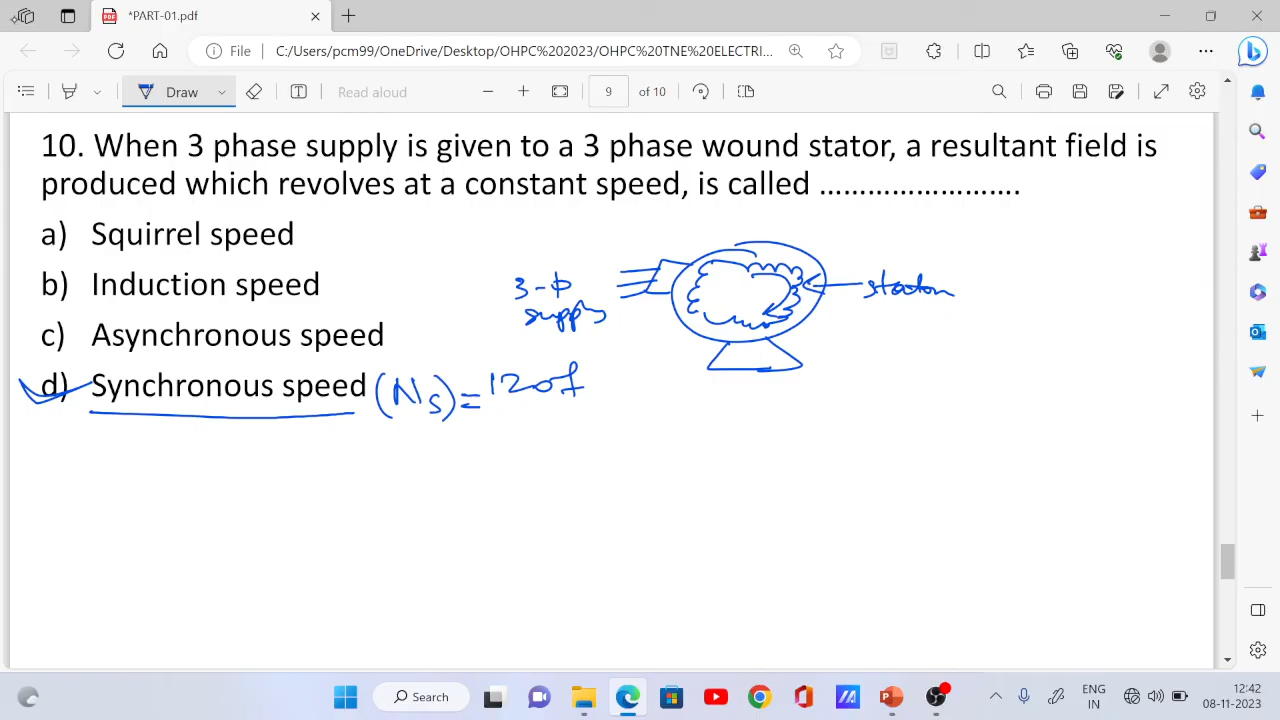 *PART-01.pdf
File
C:/Users/pcm99/OneDrive/Desktop/OHPC%202023/OHPC%20TNE%20ELECTRI...
Draw
Read aloud
9
of 10
10. When 3 phase supply is given to a 3 phase wound stator, a resultant field is
produced which revolves at a constant speed, is called …………………….
a) Squirrel speed
b) Induction speed
3-ф
supply
stator
c) Asynchronous speed
d) Synchronous speed (Ns) = 120f
Search
ENG
IN
12:42
08-11-2023